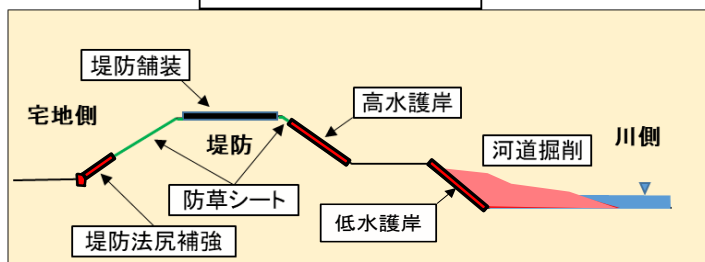 堤防舗装
高水護岸
宅地側
堤防
河道掘削
川側
防草シート
低水護岸
堤防法尻補強